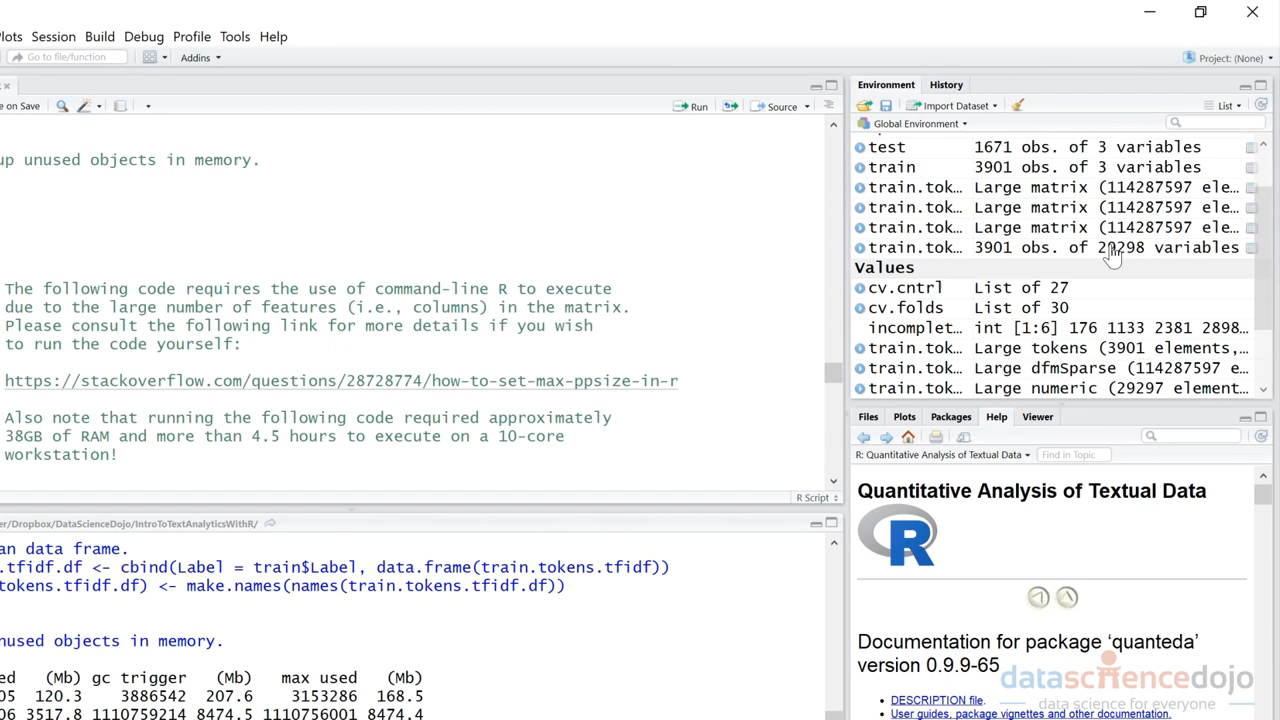 lots Session Build Debug Profile Tools Help
Go to file/function Addins Project: (None)
e on Save Run Source
up unused objects in memory.
The following code requires the use of command-line R to execute
due to the large number of features (i.e., columns) in the matrix.
Please consult the following link for more details if you wish
to run the code yourself:
https://stackoverflow.com/questions/28728774/how-to-set-max-ppsize-in-r
Also note that running the following code required approximately
38GB of RAM and more than 4.5 hours to execute on a 10-core
workstation!
R Script
er/Dropbox/DataScienceDojo/IntroToTextAnalyticsWithR/
an data frame.
.tfidf.df <- cbind(Label = train$Label, data.frame(train.tokens.tfidf))
tokens.tfidf.df) <- make.names(names(train.tokens.tfidf.df))
nused objects in memory.
ed (Mb) gc trigger (Mb) max used (Mb)
05 120.3 3886542 207.6 3153286 168.5
06 3517.8 1110759214 8474.5 1110756001 8474.4
Environment History
Import Dataset List
Global Environment
test 1671 obs. of 3 variables
train 3901 obs. of 3 variables
train.tok… Large matrix (114287597 ele…
train.tok… Large matrix (114287597 ele…
train.tok… Large matrix (114287597 ele…
train.tok… 3901 obs. of 29298 variables
Values
cv.cntrl List of 27
cv.folds List of 30
incomplet… int [1:6] 176 1133 2381 2898…
train.tok… Large tokens (3901 elements,…
train.tok… Large dfmSparse (114287597 e…
train.tok… Large numeric (29297 element…
Files Plots Packages Help Viewer
R: Quantitative Analysis of Textual Data Find in Topic
Quantitative Analysis of Textual Data
R
Documentation for package ‘quanteda’
version 0.9.9-65
DESCRIPTION file.
User guides, package vignettes and other documentation.
datasciencedojo
data science for everyone